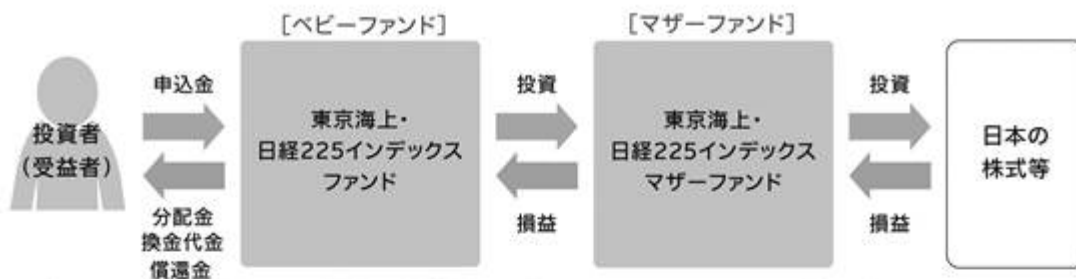 [ベビーファンド]
[マザーファンド]
申込金
投資者
(受益者)
分配金
換金代金
償還金
東京海上・
日経225インデックス
ファンド
投資
損益
東京海上・
日経225インデックス
マザーファンド
投資
損益
日本の
株式等